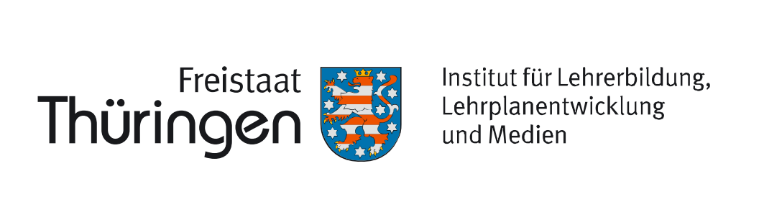 Freistaat
Thüringen
Institut für Lehrerbildung,
Lehrplanentwicklung
und Medien